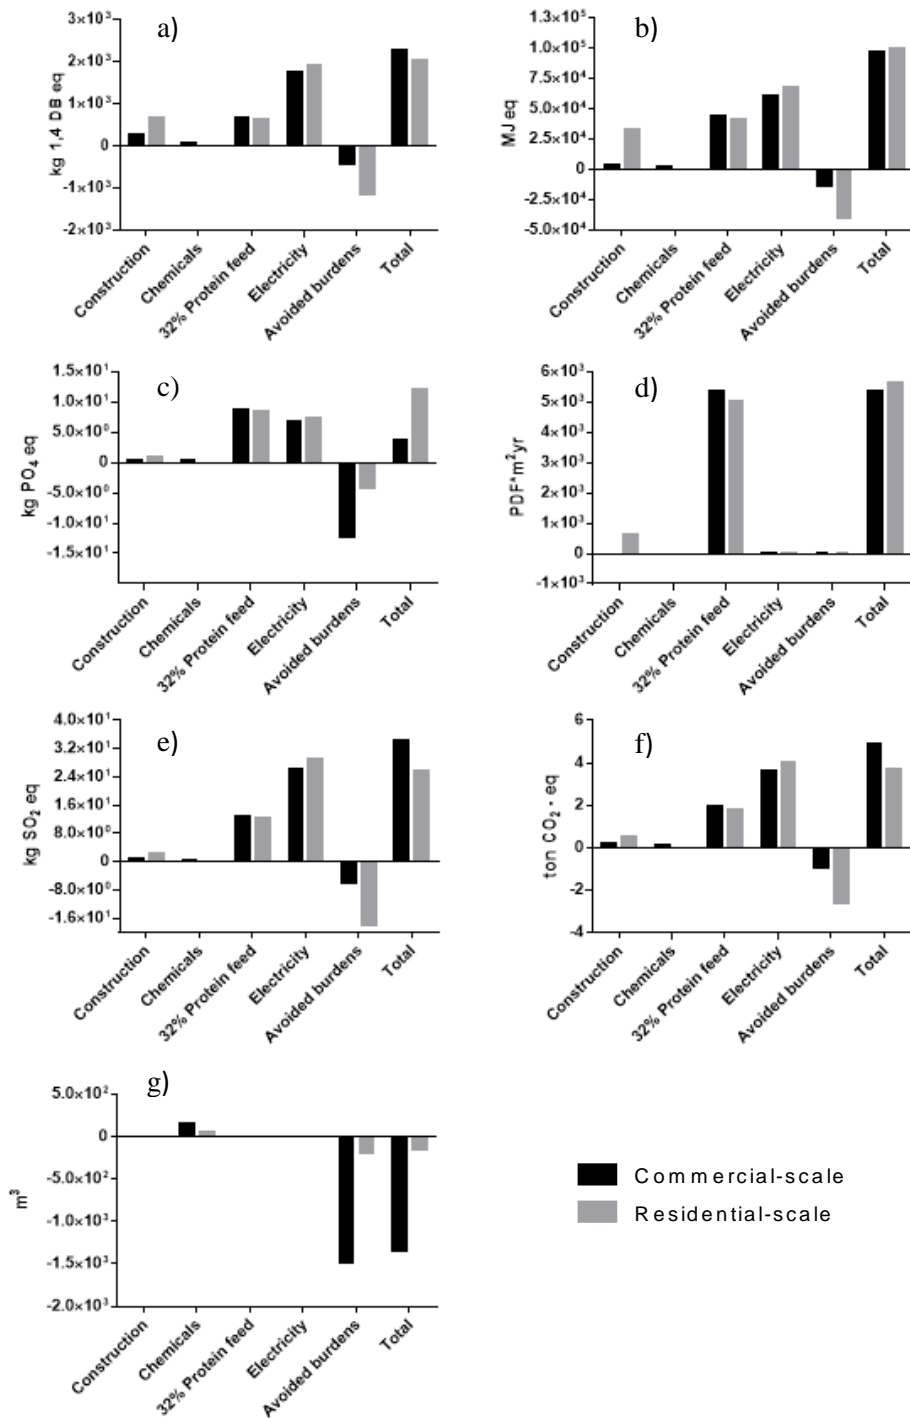 a)
kg 1,4 DB eq
3×10³
2×10³
1×10³
0
-1×10³
-2×10³
Construction
Chemicals
32% Protein feed
Electricity
Avoided burdens
Total
b)
MJ eq
1.3×10⁵
1.0×10⁵
7.5×10⁴
5.0×10⁴
2.5×10⁴
0
-2.5×10⁴
-5.0×10⁴
Construction
Chemicals
32% Protein feed
Electricity
Avoided burdens
Total
c)
kg PO₄ eq
1.5×10¹
1.0×10¹
5.0×10⁰
0
-5.0×10⁰
-1.0×10¹
-1.5×10¹
Construction
Chemicals
32% Protein feed
Electricity
Avoided burdens
Total
d)
PDF*m²yr
6×10³
5×10³
4×10³
3×10³
2×10³
1×10³
0
-1×10³
Construction
Chemicals
32% Protein feed
Electricity
Avoided burdens
Total
e)
kg SO₂ eq
4.0×10¹
3.2×10¹
2.4×10¹
1.6×10¹
8.0×10⁰
0
-8.0×10⁰
-1.6×10¹
Construction
Chemicals
32% Protein feed
Electricity
Avoided burdens
Total
f)
ton CO₂ - eq
6
4
2
0
-2
-4
Construction
Chemicals
32% Protein feed
Electricity
Avoided burdens
Total
g)
m³
5.0×10²
0
-5.0×10²
-1.0×10³
-1.5×10³
-2.0×10³
Construction
Chemicals
32% Protein feed
Electricity
Avoided burdens
Total
Commercial-scale
Residential-scale